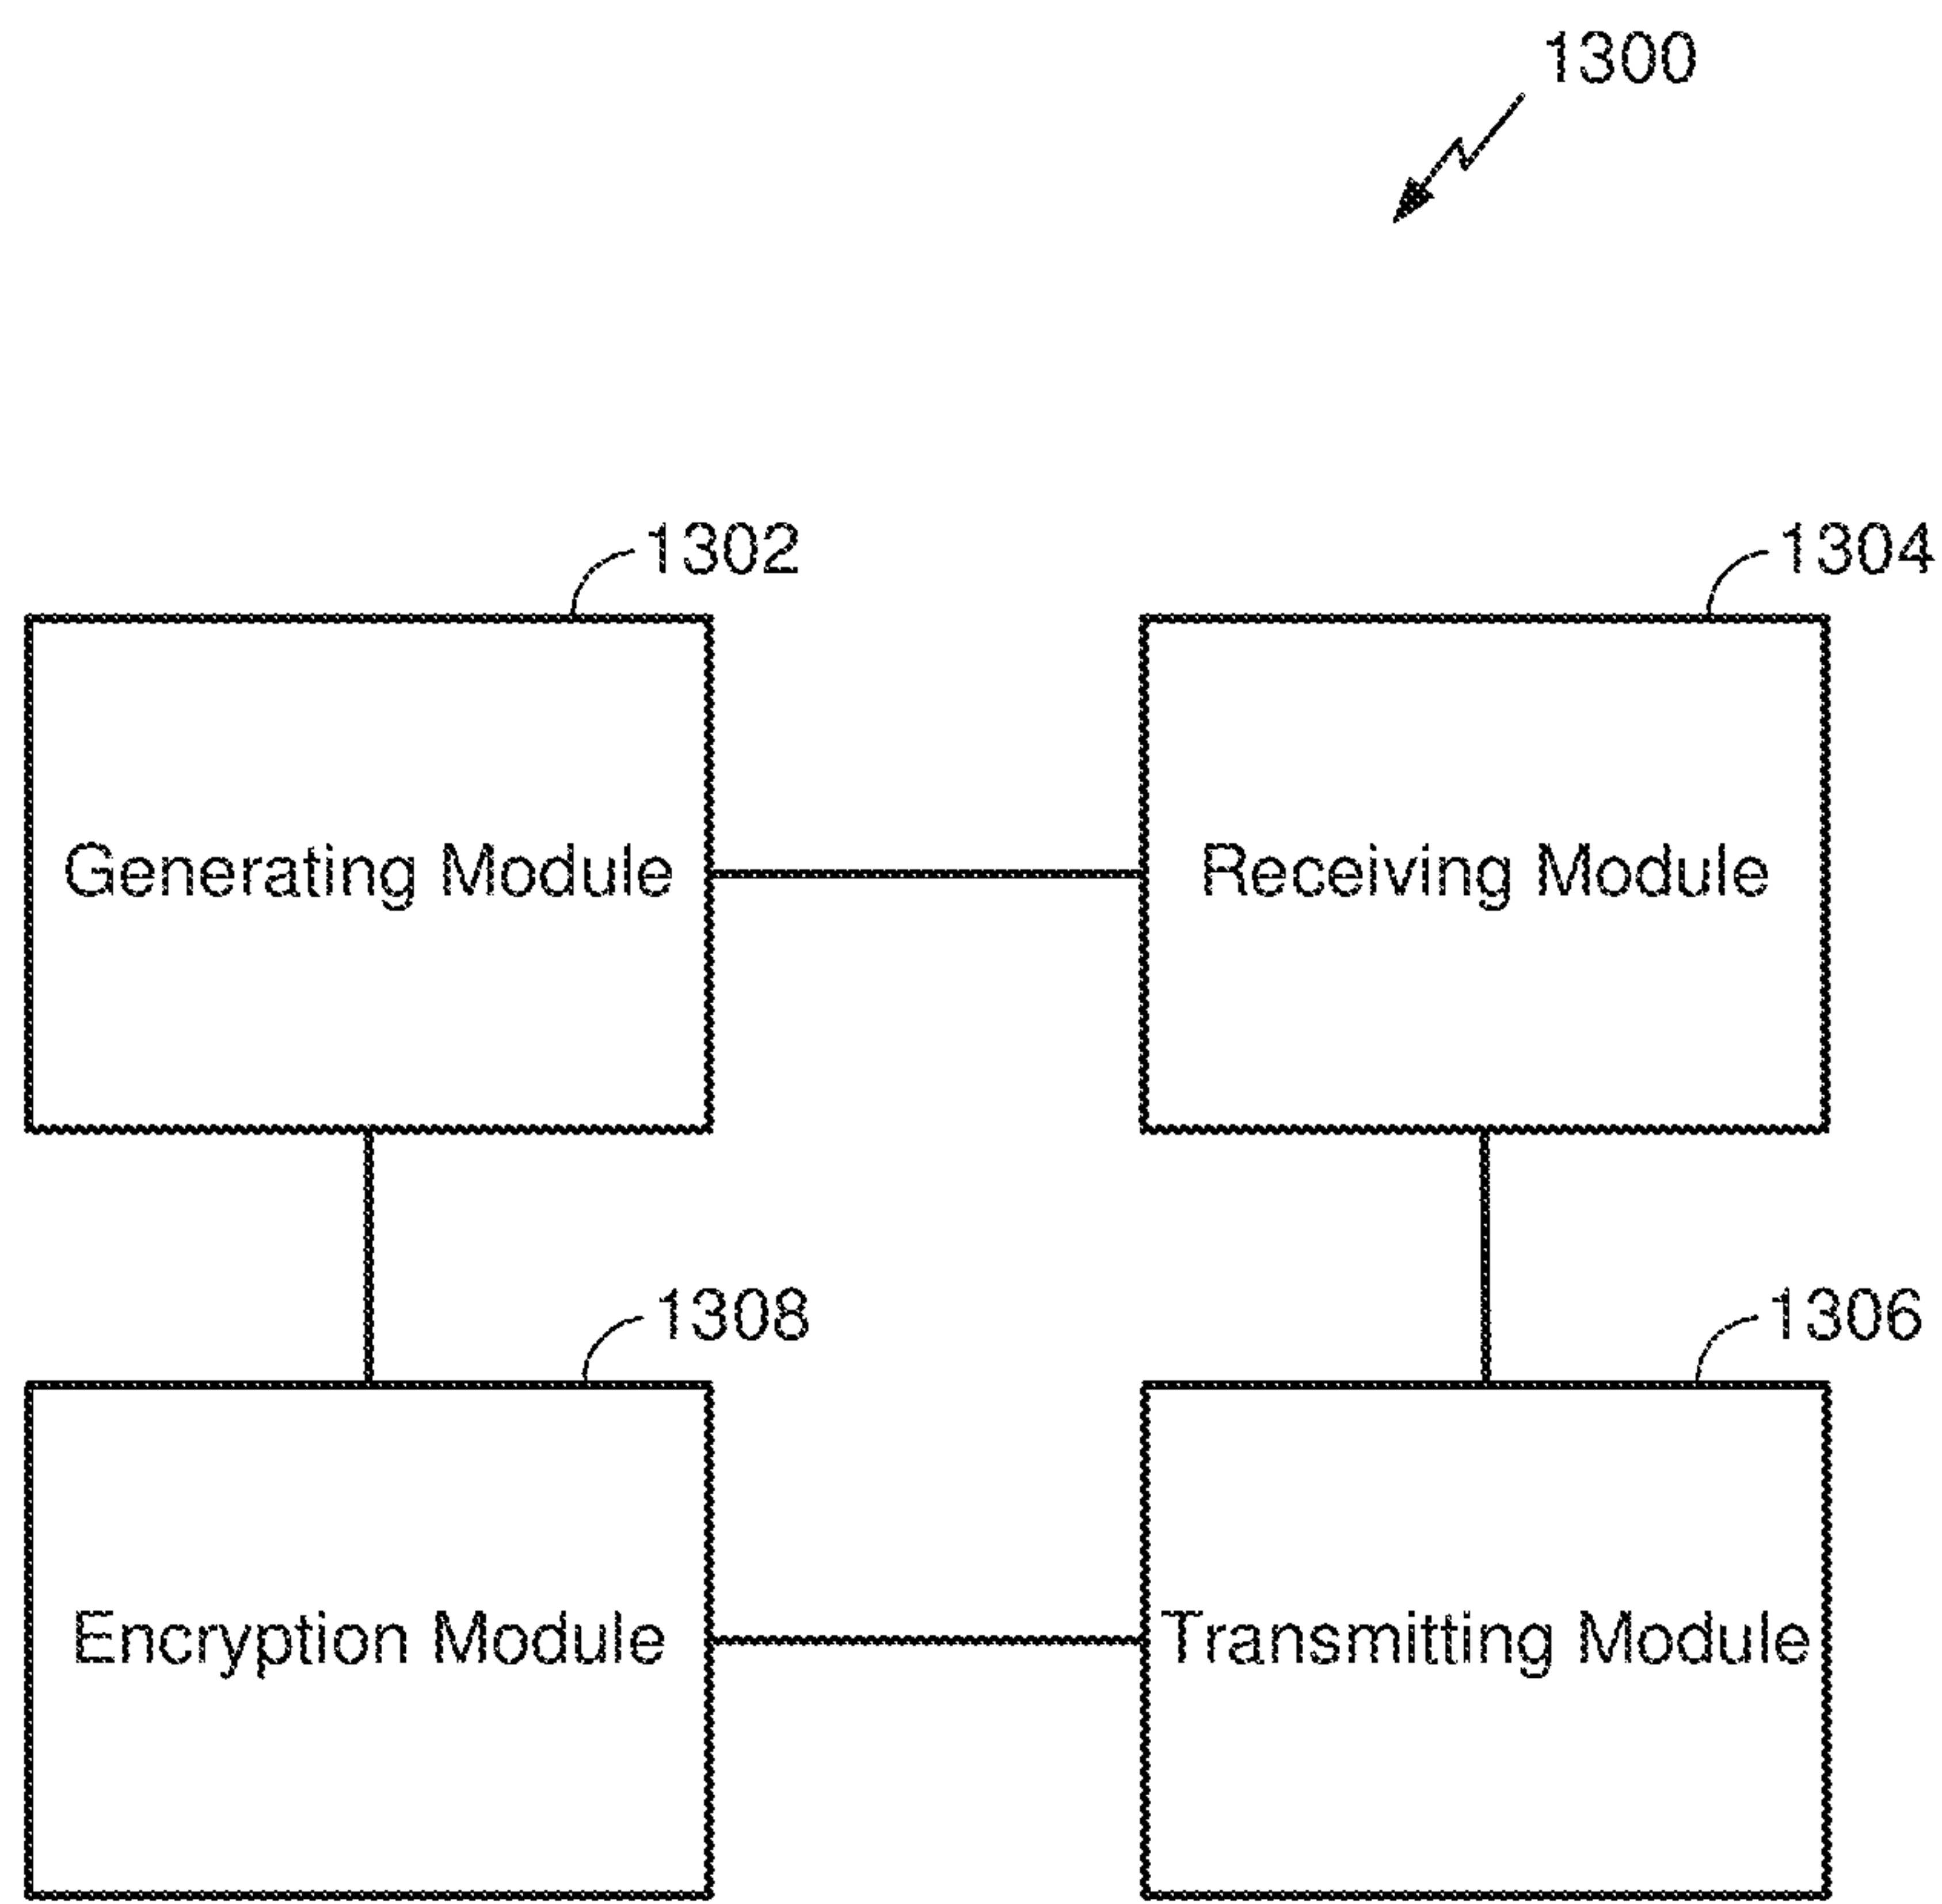 1300
1302
1304
Generating Module
Receiving Module
1308
1306
Encryption Module
Transmitting Module